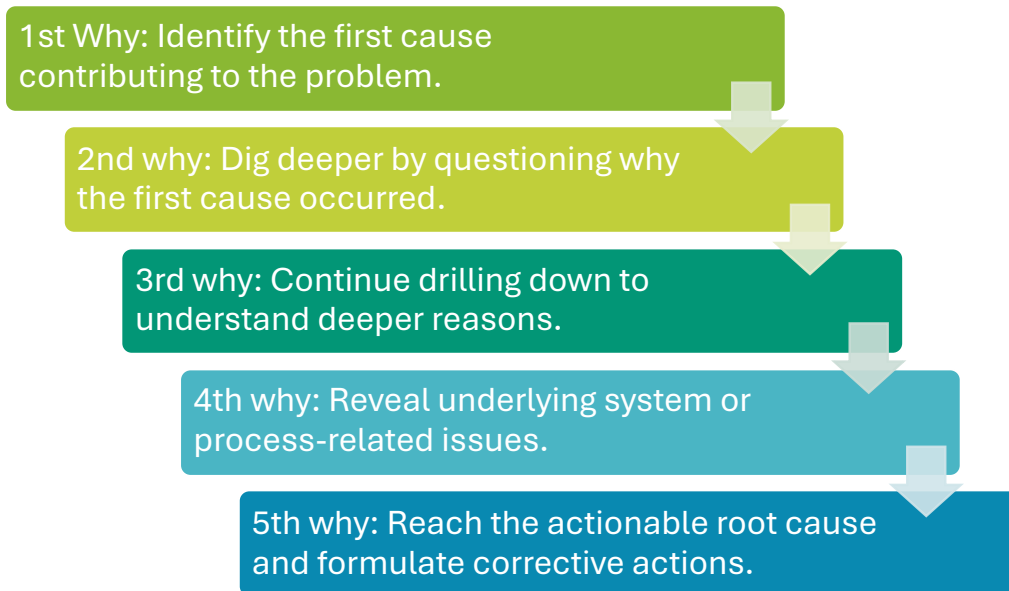 1st Why: Identify the first cause
contributing to the problem.
2nd why: Dig deeper by questioning why
the first cause occurred.
3rd why: Continue drilling down to
understand deeper reasons.
4th why: Reveal underlying system or
process-related issues.
5th why: Reach the actionable root cause
and formulate corrective actions.